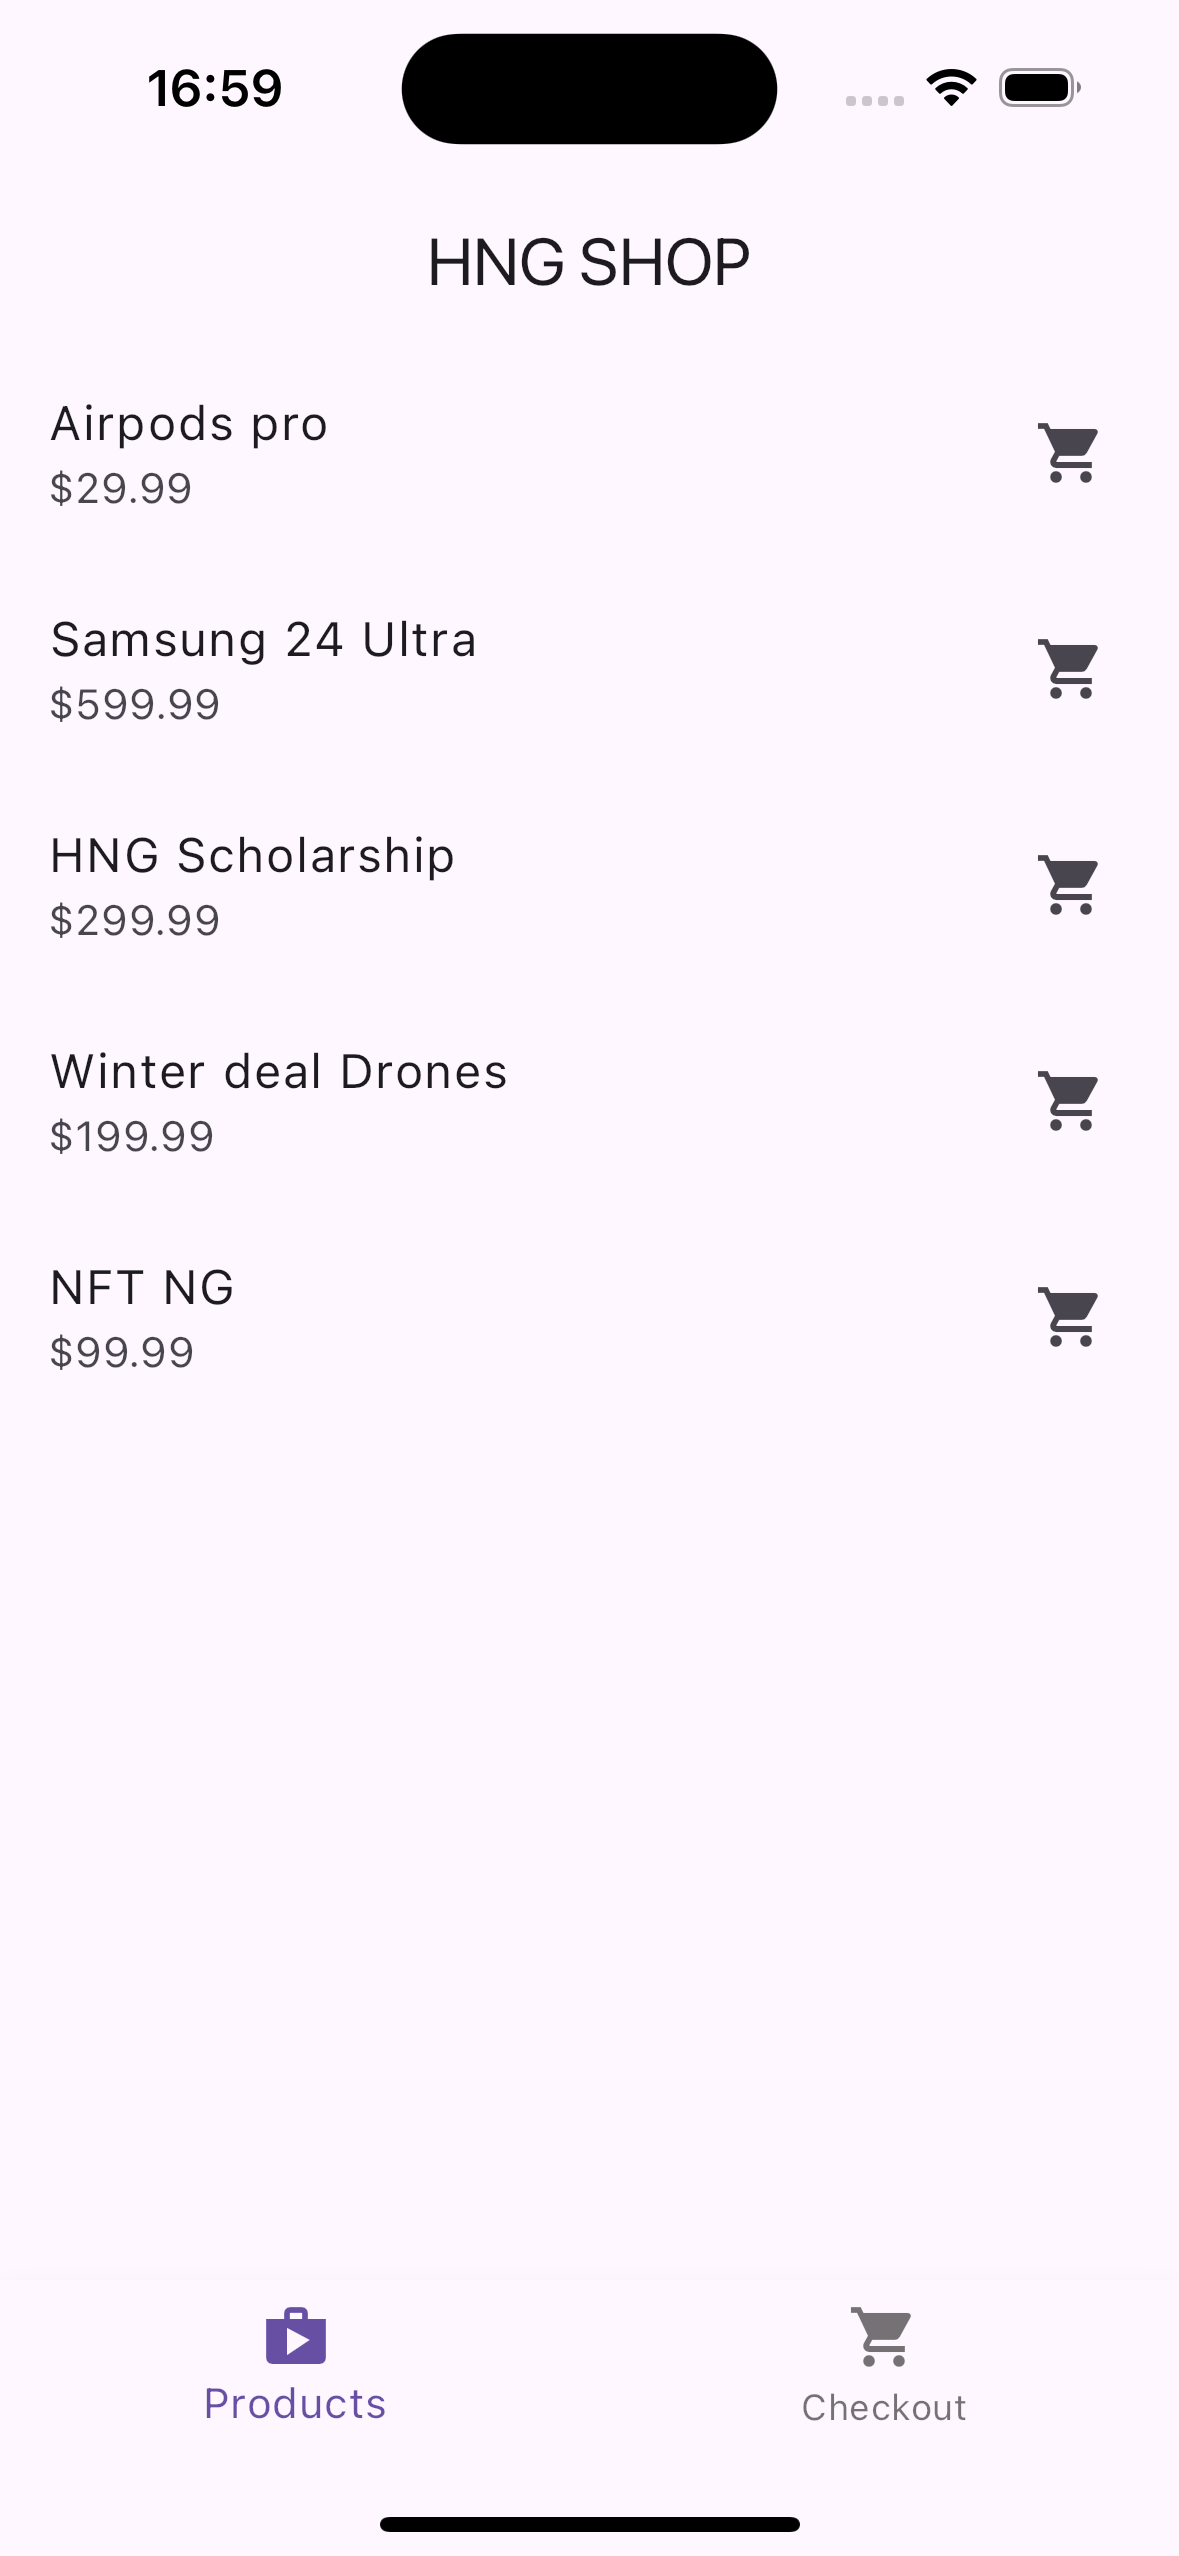 16:59
HNG SHOP
Airpods pro
$29.99
Samsung 24 Ultra
$599.99
HNG Scholarship
$299.99
Winter deal Drones
$199.99
NFT NG
$99.99
Products
Checkout